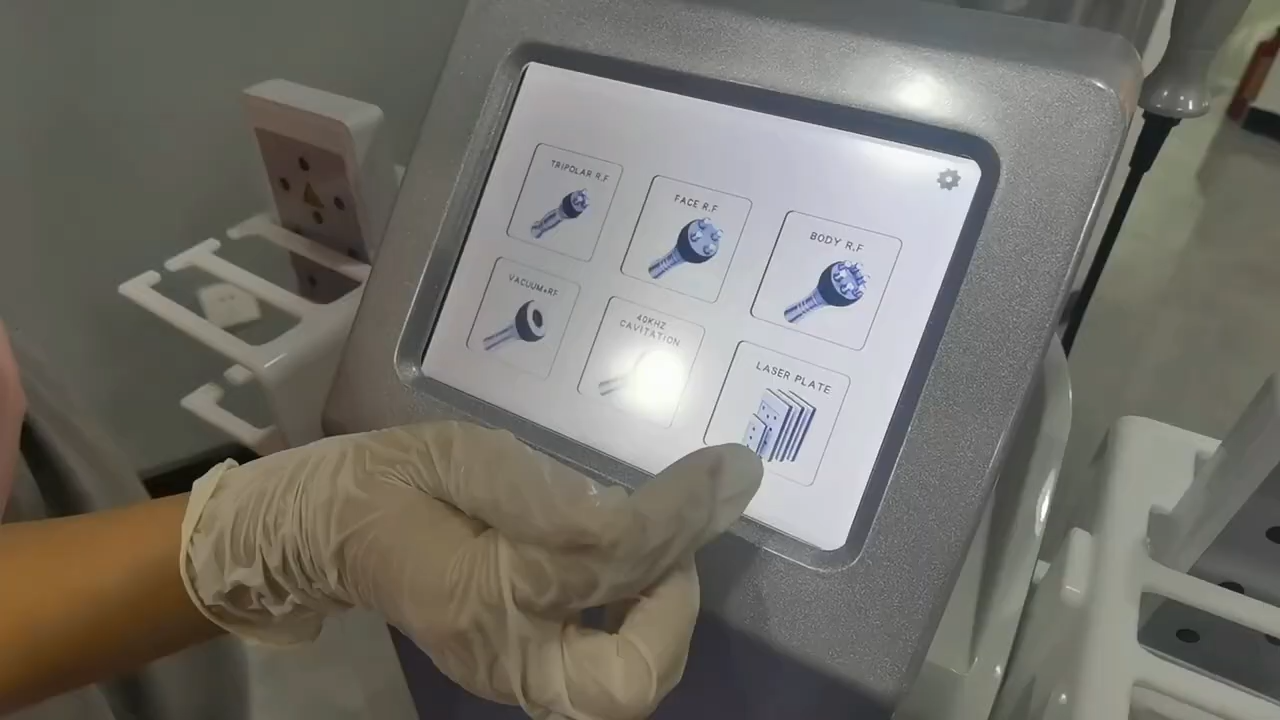 TRIPOLAR R.F
FACE R.F
BODY R.F
VACUUM+RF
40KHZ
CAVITATION
LASER PLATE